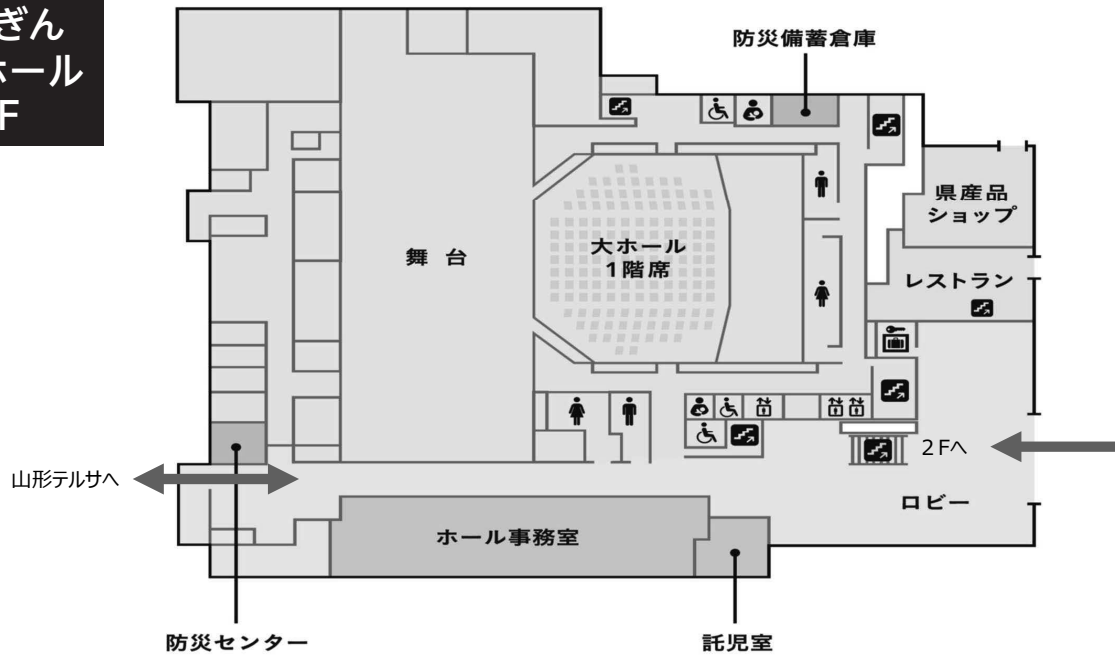 ぎん
ホール
F
防災備蓄倉庫
県産品
ショップ
舞台
大ホール
1階席
レストラン
山形テルサへ
2Fへ
ロビー
ホール事務室
防災センター
託児室